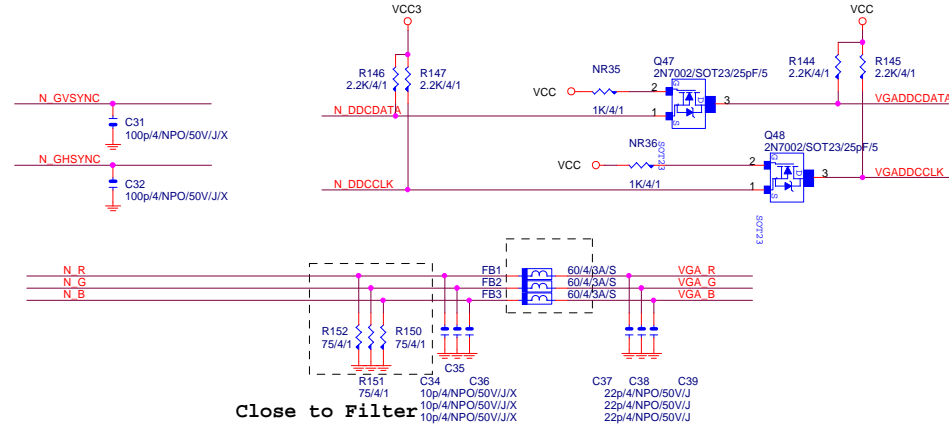 VCC3
VCC
R146
2.2K/4/1
R147
2.2K/4/1
NR35
Q47
2N7002/SOT23/25pF/5
R144
2.2K/4/1
R145
2.2K/4/1
VCC
2
3
1
N_GVSYNC
N_DDCDATA
1K/4/1
D
S
SOT23
VGADDCDATA
C31
100p/4/NPO/50V/J/X
Q48
2N7002/SOT23/25pF/5
N_GHSYNC
VCC
NR36
2
3
1
C32
100p/4/NPO/50V/J/X
N_DDCCLK
1K/4/1
D
S
SOT23
VGADDCCLK
N_R
FB1
60/4/3A/S
VGA_R
N_G
FB2
60/4/3A/S
VGA_G
N_B
FB3
60/4/3A/S
VGA_B
R152
75/4/1
R150
75/4/1
C35
R151
75/4/1
C34
C36
10p/4/NPO/50V/J/X
10p/4/NPO/50V/J/X
10p/4/NPO/50V/J/X
C37
C38
C39
22p/4/NPO/50V/J
22p/4/NPO/50V/J
22p/4/NPO/50V/J
Close to Filter